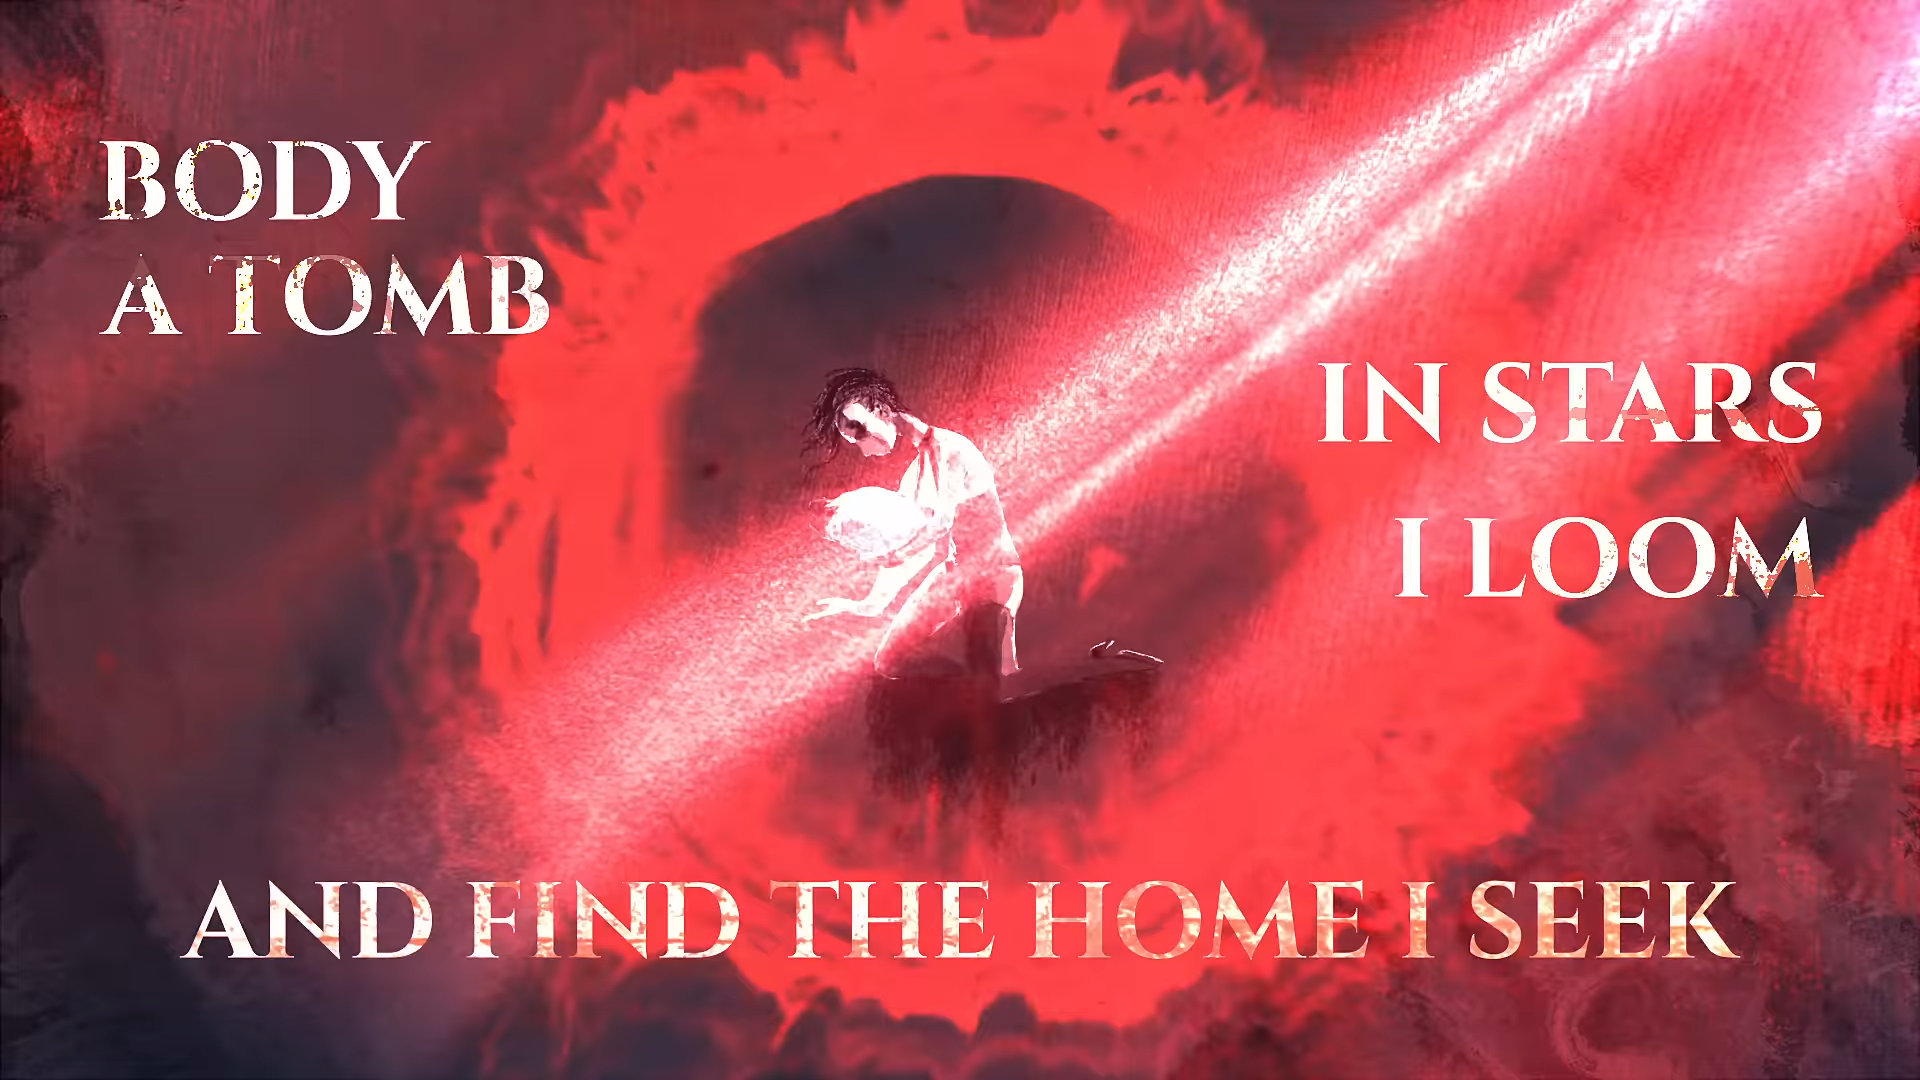 BODY
A TOMB
IN STARS
I LOOM
AND FIND THE HOME I SEEK